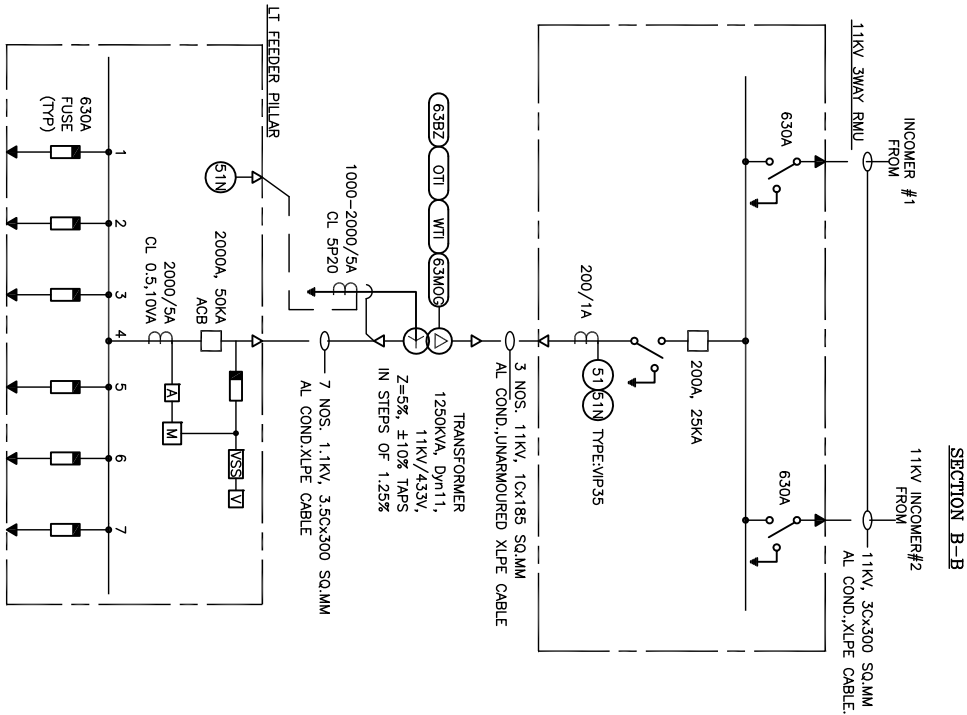 SECTION B-B
INCOMER #1
FROM
11KV INCOMER#2
FROM
11KV 3WAY RMU
11KV, 3Cx300 SQ.MM
AL COND.,XLPE CABLE.
630A
630A
200A, 25KA
51
51N
TYPE:VIP35
200/1A
3 NOS. 11KV, 1Cx185 SQ.MM
AL COND.,UNARMOURED XLPE CABLE
63BZ
OTI
WTI
63MOG
TRANSFORMER
1250KVA, Dyn11,
11KV/433V,
Z=5%, ±10% TAPS
IN STEPS OF 1.25%
1000-2000/5A
CL 5P20
7 NOS. 1.1KV, 3.5Cx300 SQ.MM
AL COND.XLPE CABLE
LT FEEDER PILLAR
51N
2000A, 50KA
ACB
VSS
V
A
M
2000/5A
CL 0.5,10VA
630A
FUSE
(TYP)
1
2
3
4
5
6
7